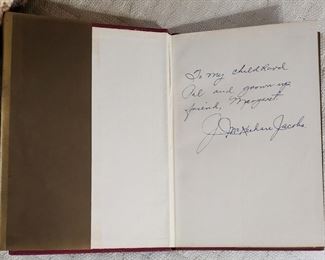 To my childhood
Pal and grown up
friend, Margaret
J. Jacobs